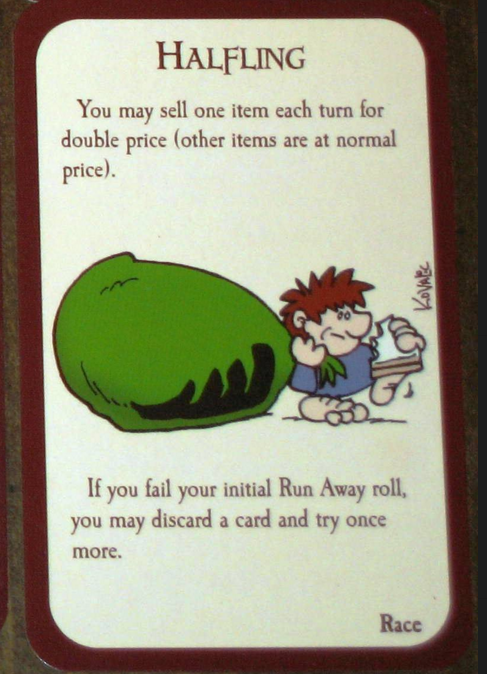 HALFLING
You may sell one item each turn for
double price (other items are at normal
price).
KOVALIC
If you fail your initial Run Away roll,
you may discard a card and try once
more.
Race